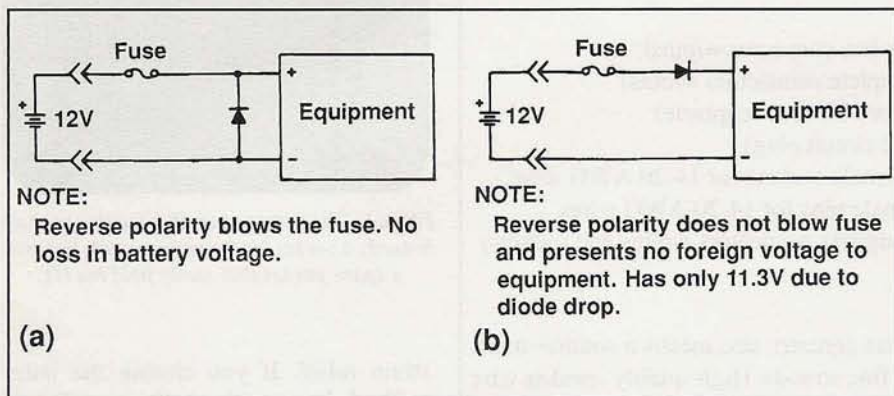 Fuse
+
Equipment
+
12V
−
NOTE:
Reverse polarity blows the fuse. No
loss in battery voltage.
(a)
Fuse
+
Equipment
+
12V
−
NOTE:
Reverse polarity does not blow fuse
and presents no foreign voltage to
equipment. Has only 11.3V due to
diode drop.
(b)